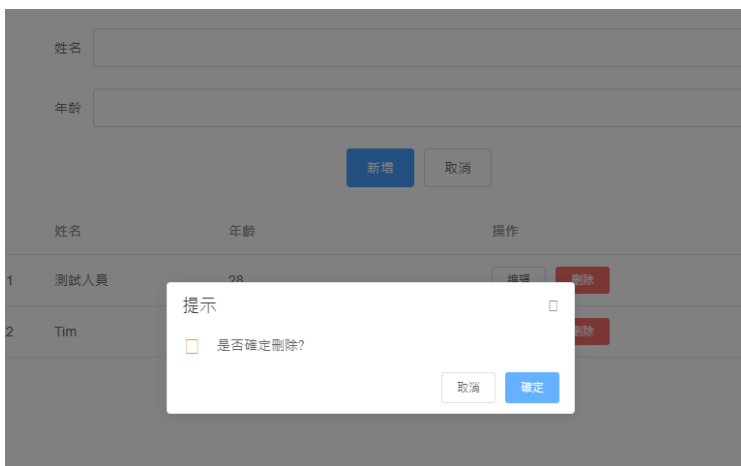 姓名
年齡
新增 取消
姓名 年齡 操作
1 測試人員 28 編輯 刪除
2 Tim 刪除
提示
是否確定刪除?
取消 確定